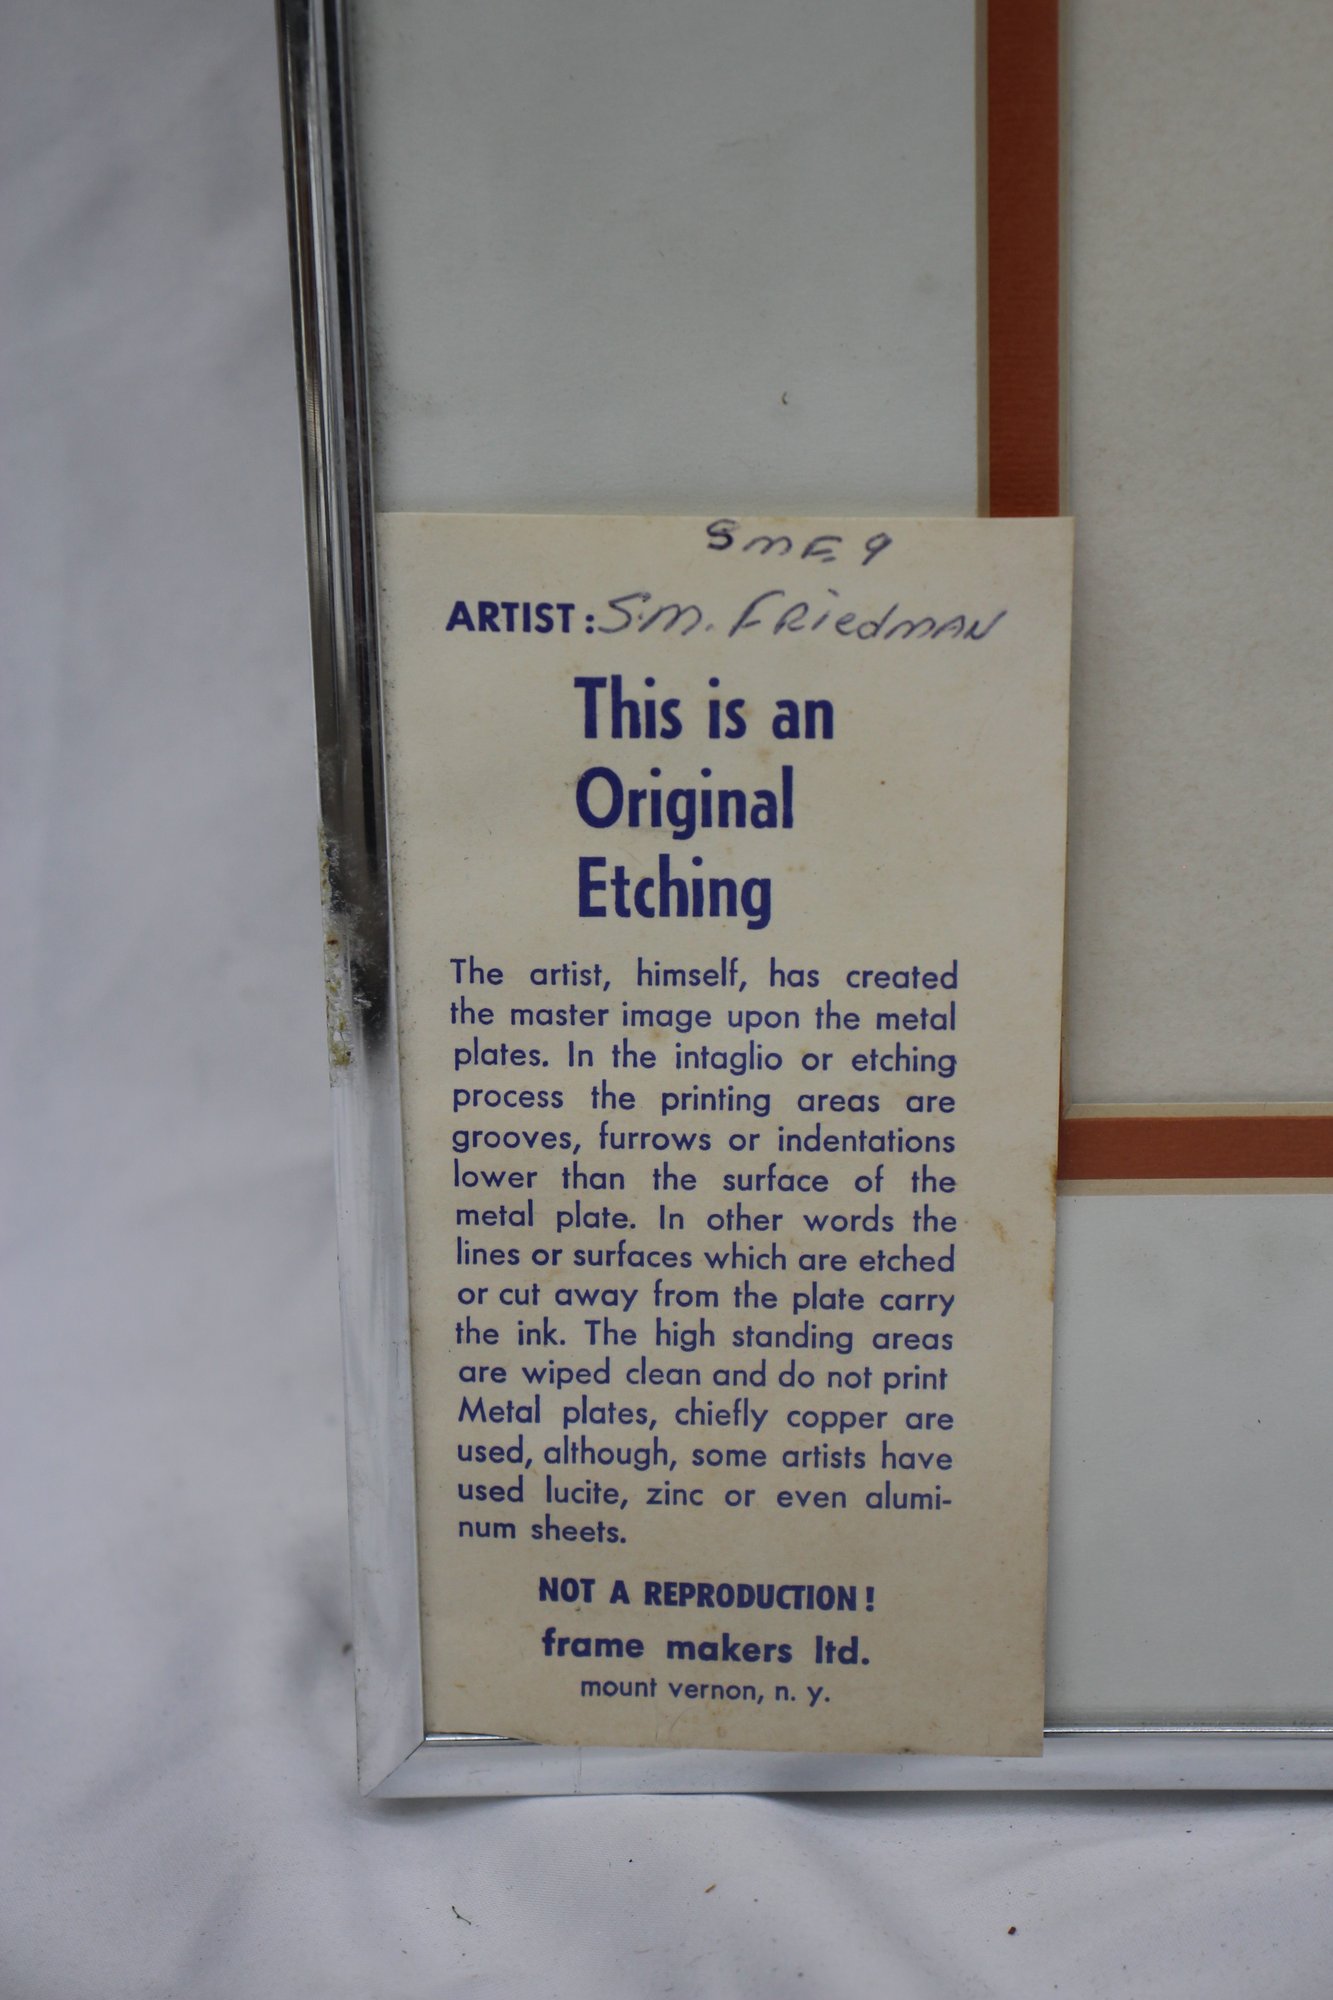 SMF 9
ARTIST: S.M. FRiedMAN
This is an
Original
Etching
The artist, himself, has created
the master image upon the metal
plates. In the intaglio or etching
process the printing areas are
grooves, furrows or indentations
lower than the surface of the
metal plate. In other words the
lines or surfaces which are etched
or cut away from the plate carry
the ink. The high standing areas
are wiped clean and do not print
Metal plates, chiefly copper are
used, although, some artists have
used lucite, zinc or even alumi-
num sheets.
NOT A REPRODUCTION!
frame makers ltd.
mount vernon, n. y.